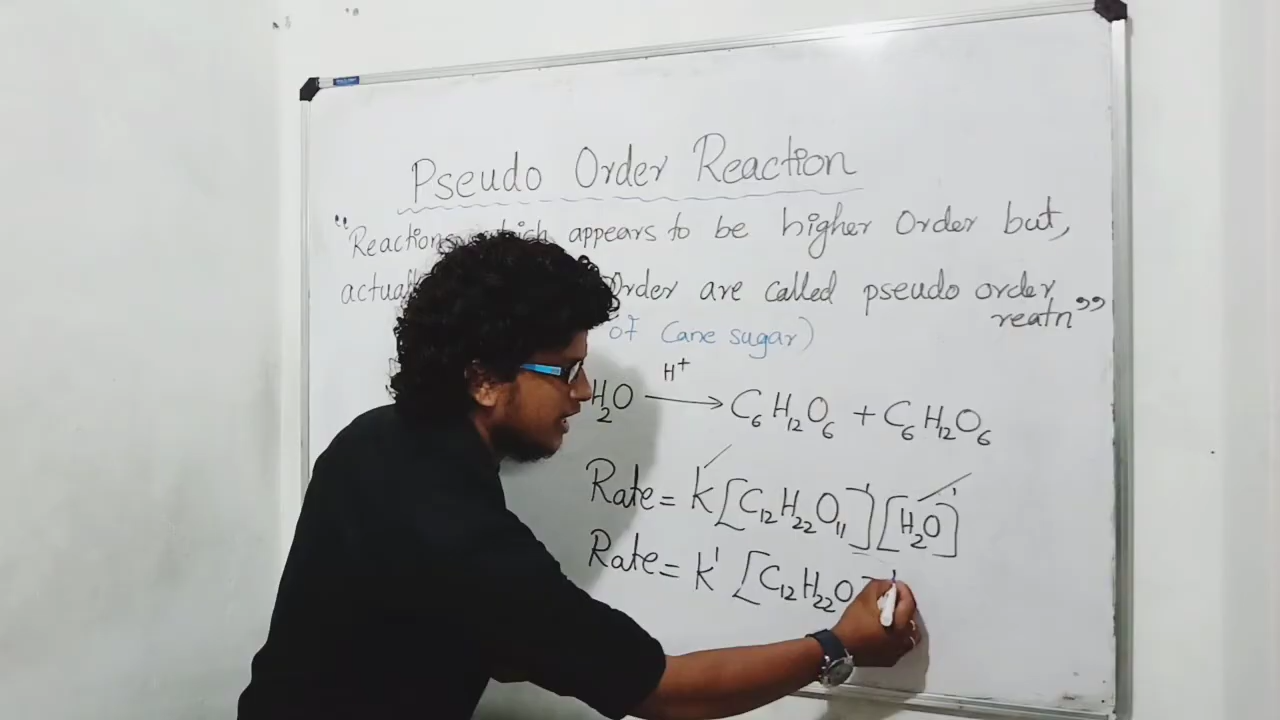 Pseudo Order Reaction
"Reactions which appears to be higher Order but,
Order are called pseudo order
reatn"
of Cane sugar)
H₂O —H⁺→ C₆H₁₂O₆ + C₆H₁₂O₆
Rate = K [C₁₂H₂₂O₁₁]¹ [H₂O]¹
Rate = K' [C₁₂H₂₂O ]¹